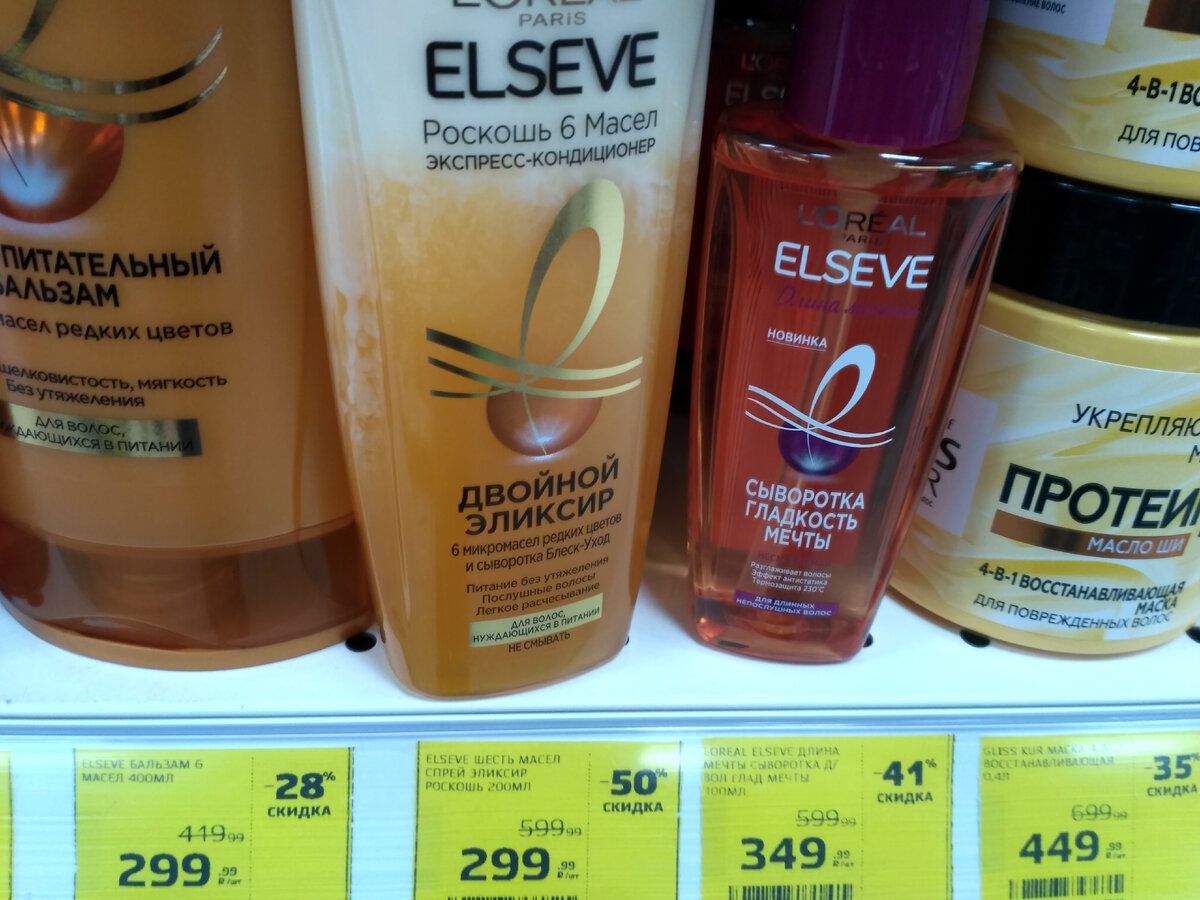 ПИТАТЕЛЬНЫЙ
БАЛЬЗАМ
масел редких цветов
шелковистость, мягкость
Без утяжеления
ДЛЯ ВОЛОС,
НУЖДАЮЩИХСЯ В ПИТАНИИ
L'ORÉAL
PARIS
ELSEVE
РОСКОШЬ 6 МАСЕЛ
ЭКСПРЕСС-КОНДИЦИОНЕР
ДВОЙНОЙ
ЭЛИКСИР
6 микромасел редких цветов
и сыворотка Блеск-Уход
Питание без утяжеления
Послушные волосы
Легкое расчесывание
ДЛЯ ВОЛОС,
НУЖДАЮЩИХСЯ В ПИТАНИИ
НЕ СМЫВАТЬ
L'ORÉAL
PARIS
ELSEVE
Длина мечты
НОВИНКА
СЫВОРОТКА
ГЛАДКОСТЬ
МЕЧТЫ
Разглаживает волосы
Эффект антистатика
Термозащита 230°C
ДЛЯ ДЛИННЫХ
НЕПОСЛУШНЫХ ВОЛОС
4-В-1 ВОС
ДЛЯ ПОВ
УКРЕПЛЯЮ
ПРОТЕИН
МАСЛО ШИ
4-В-1 ВОССТАНАВЛИВАЮЩАЯ
МАСКА
ДЛЯ ПОВРЕЖДЕННЫХ ВОЛОС
ELSEVE БАЛЬЗАМ 6
МАСЕЛ 400МЛ
-28%
СКИДКА
419 99
299 .99
₽/шт
ELSEVE ШЕСТЬ МАСЕЛ
СПРЕЙ ЭЛИКСИР
РОСКОШЬ 200МЛ
-50%
СКИДКА
599 99
299 .99
₽/шт
LOREAL ELSEVE ДЛИНА
МЕЧТЫ СЫВОРОТКА Д/
ВОЛ ГЛАД МЕЧТЫ
100МЛ
-41%
СКИДКА
599 99
349 .99
₽/шт
GLISS KUR МАСКА
ВОССТАНАВЛИВАЮЩАЯ
0,4Л
-35%
СКИДКА
699 99
449 .99
₽/шт